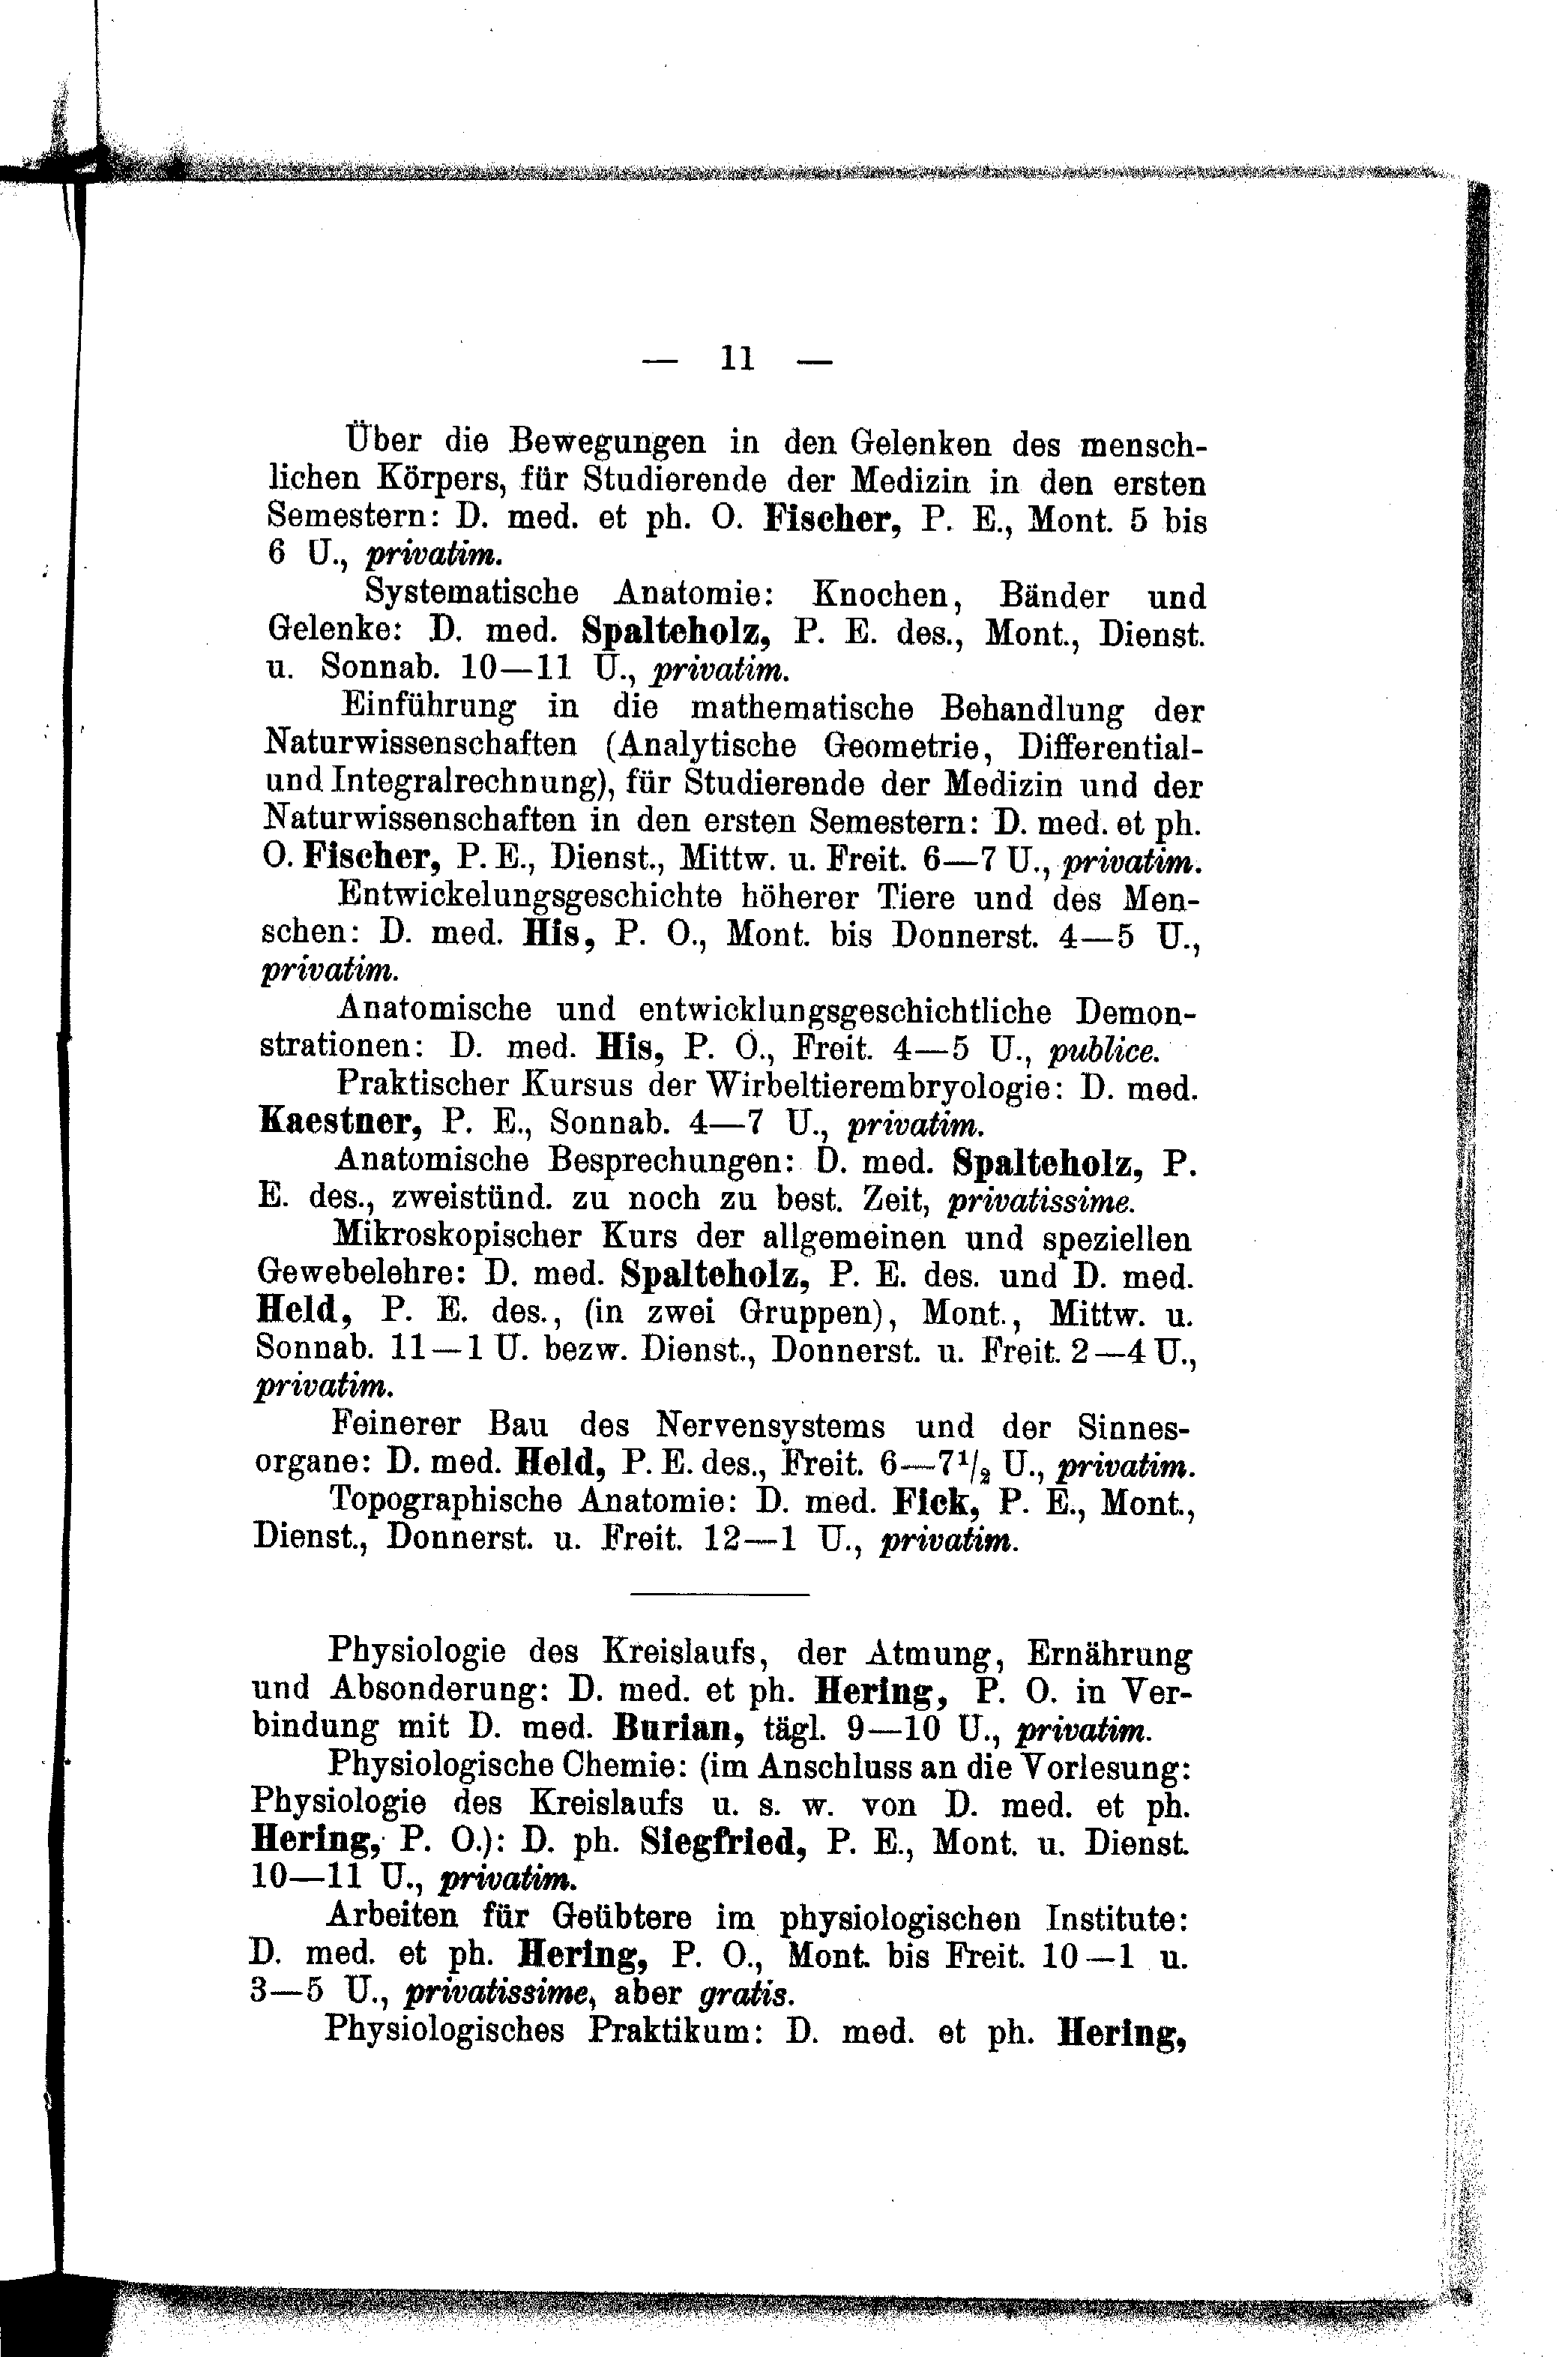 — 11 —
Über die Bewegungen in den Gelenken des mensch-
lichen Körpers, für Studierende der Medizin in den ersten
Semestern: D. med. et ph. O. Fischer, P. E., Mont. 5 bis
6 U., privatim.
Systematische Anatomie: Knochen, Bänder und
Gelenke: D. med. Spalteholz, P. E. des., Mont., Dienst.
u. Sonnab. 10—11 U., privatim.
Einführung in die mathematische Behandlung der
Naturwissenschaften (Analytische Geometrie, Differential-
und Integralrechnung), für Studierende der Medizin und der
Naturwissenschaften in den ersten Semestern: D. med. et ph.
O. Fischer, P. E., Dienst., Mittw. u. Freit. 6—7 U., privatim.
Entwickelungsgeschichte höherer Tiere und des Men-
schen: D. med. His, P. O., Mont. bis Donnerst. 4—5 U.,
privatim.
Anatomische und entwicklungsgeschichtliche Demon-
strationen: D. med. His, P. O., Freit. 4—5 U., publice.
Praktischer Kursus der Wirbeltierembryologie: D. med.
Kaestner, P. E., Sonnab. 4—7 U., privatim.
Anatomische Besprechungen: D. med. Spalteholz, P.
E. des., zweistünd. zu noch zu best. Zeit, privatissime.
Mikroskopischer Kurs der allgemeinen und speziellen
Gewebelehre: D. med. Spalteholz, P. E. des. und D. med.
Held, P. E. des., (in zwei Gruppen), Mont., Mittw. u.
Sonnab. 11—1 U. bezw. Dienst., Donnerst. u. Freit. 2—4 U.,
privatim.
Feinerer Bau des Nervensystems und der Sinnes-
organe: D. med. Held, P. E. des., Freit. 6—7¹/₂ U., privatim.
Topographische Anatomie: D. med. Fick, P. E., Mont.,
Dienst., Donnerst. u. Freit. 12—1 U., privatim.
Physiologie des Kreislaufs, der Atmung, Ernährung
und Absonderung: D. med. et ph. Hering, P. O. in Ver-
bindung mit D. med. Burian, tägl. 9—10 U., privatim.
Physiologische Chemie: (im Anschluss an die Vorlesung:
Physiologie des Kreislaufs u. s. w. von D. med. et ph.
Hering, P. O.): D. ph. Siegfried, P. E., Mont. u. Dienst.
10—11 U., privatim.
Arbeiten für Geübtere im physiologischen Institute:
D. med. et ph. Hering, P. O., Mont. bis Freit. 10—1 u.
3—5 U., privatissime, aber gratis.
Physiologisches Praktikum: D. med. et ph. Hering,